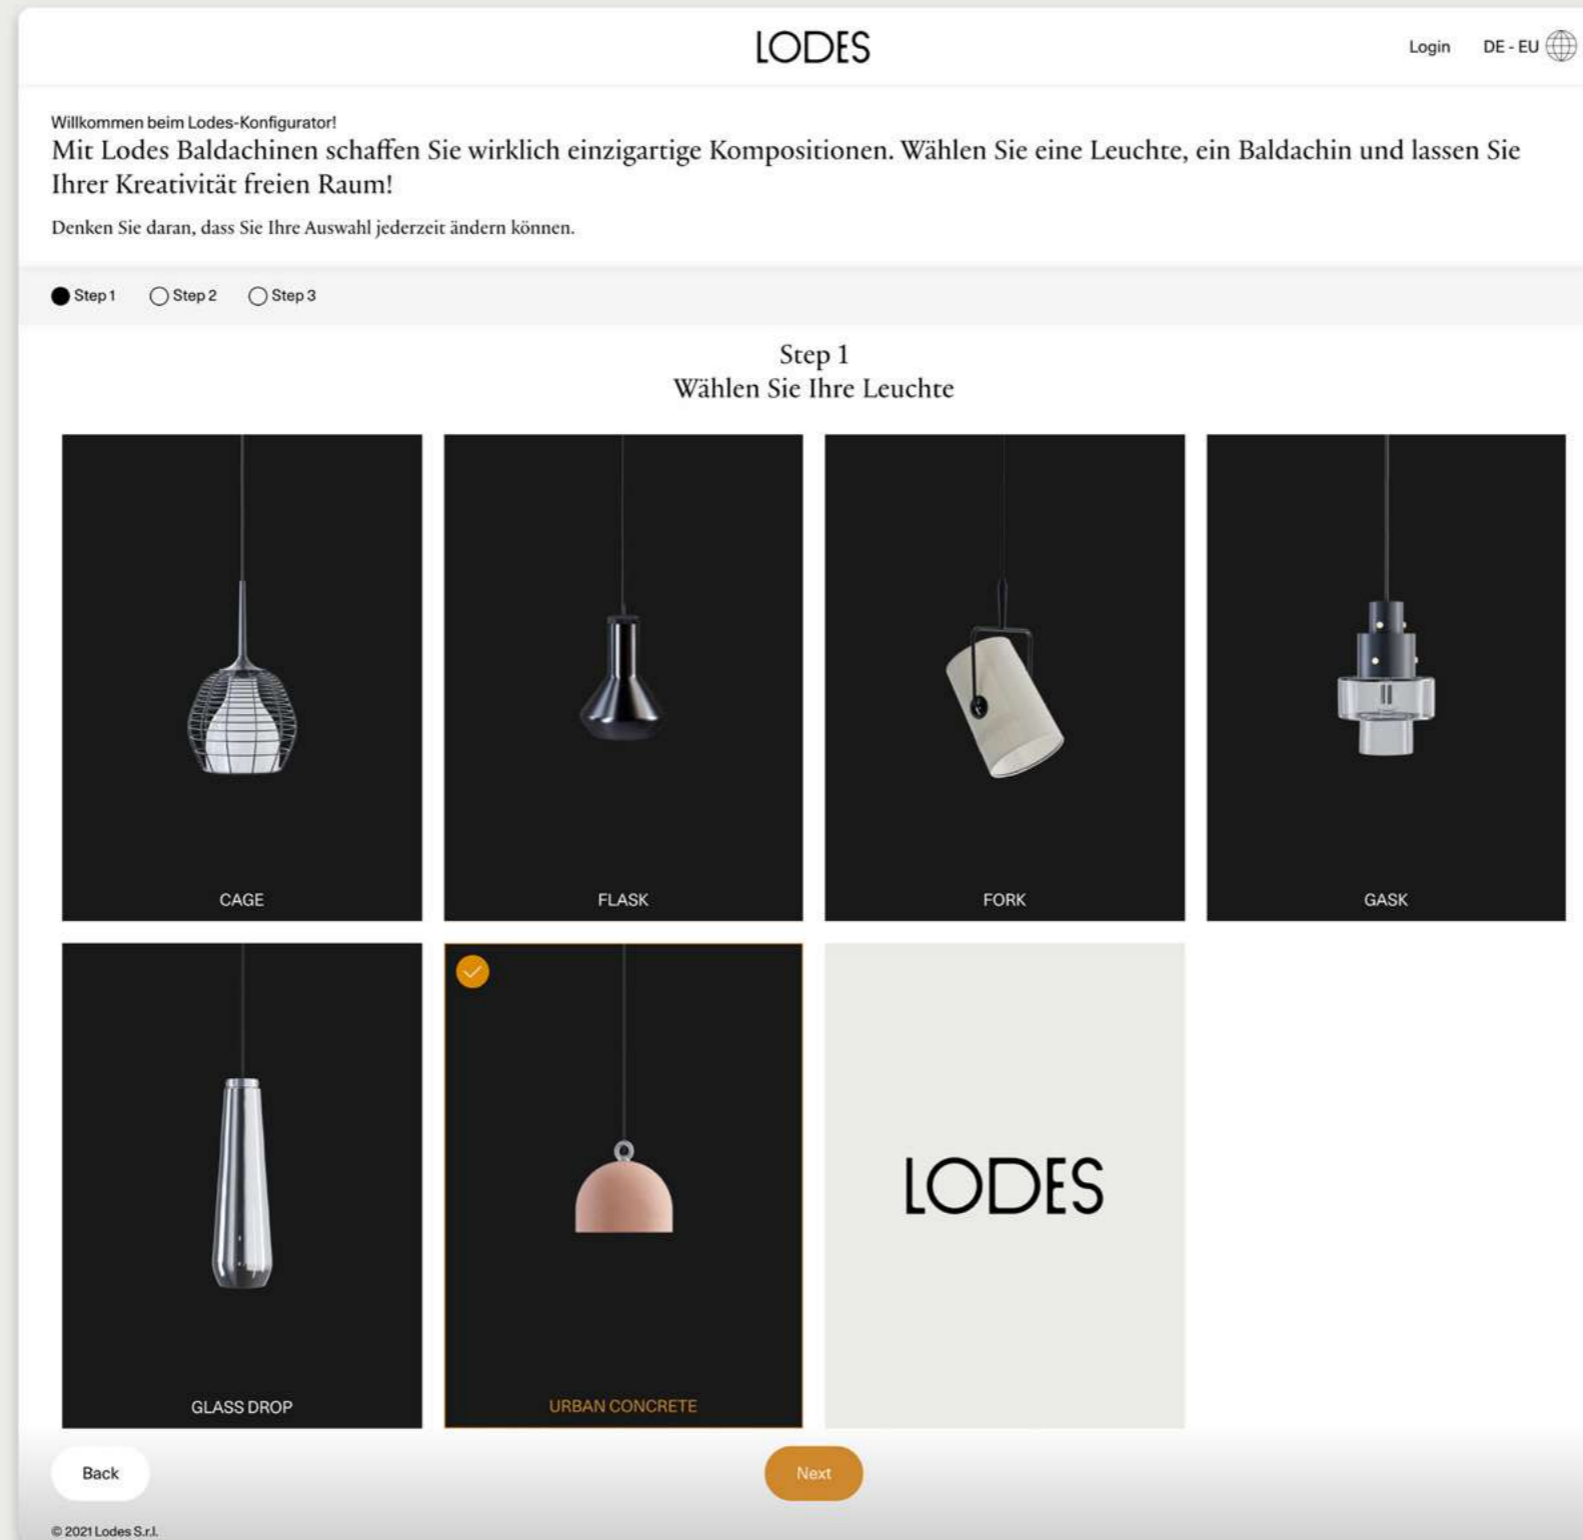 LODES
Login DE - EU
Willkommen beim Lodes-Konfigurator!
Mit Lodes Baldachinen schaffen Sie wirklich einzigartige Kompositionen. Wählen Sie eine Leuchte, ein Baldachin und lassen Sie
Ihrer Kreativität freien Raum!
Denken Sie daran, dass Sie Ihre Auswahl jederzeit ändern können.
Step 1 Step 2 Step 3
Step 1
Wählen Sie Ihre Leuchte
CAGE
FLASK
FORK
GASK
GLASS DROP
URBAN CONCRETE
LODES
Back
Next
© 2021 Lodes S.r.l.